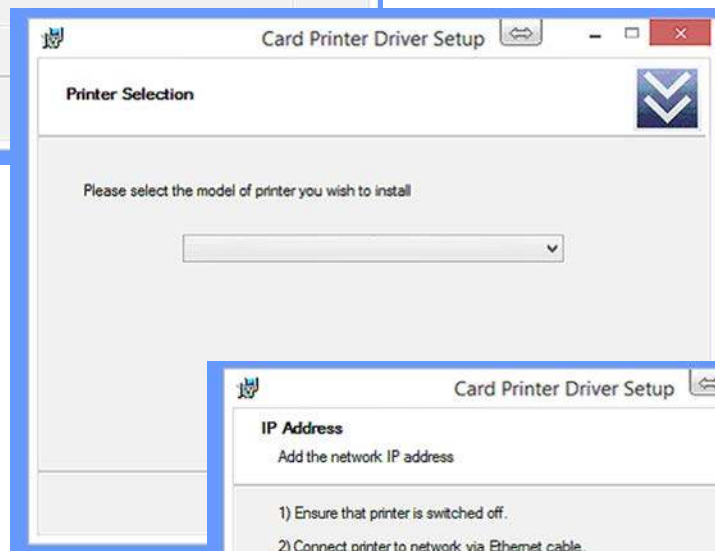 Card Printer Driver Setup
Printer Selection
Please select the model of printer you wish to install
Card Printer Driver Setup
IP Address
Add the network IP address
1) Ensure that printer is switched off.
2) Connect printer to network via Ethernet cable.